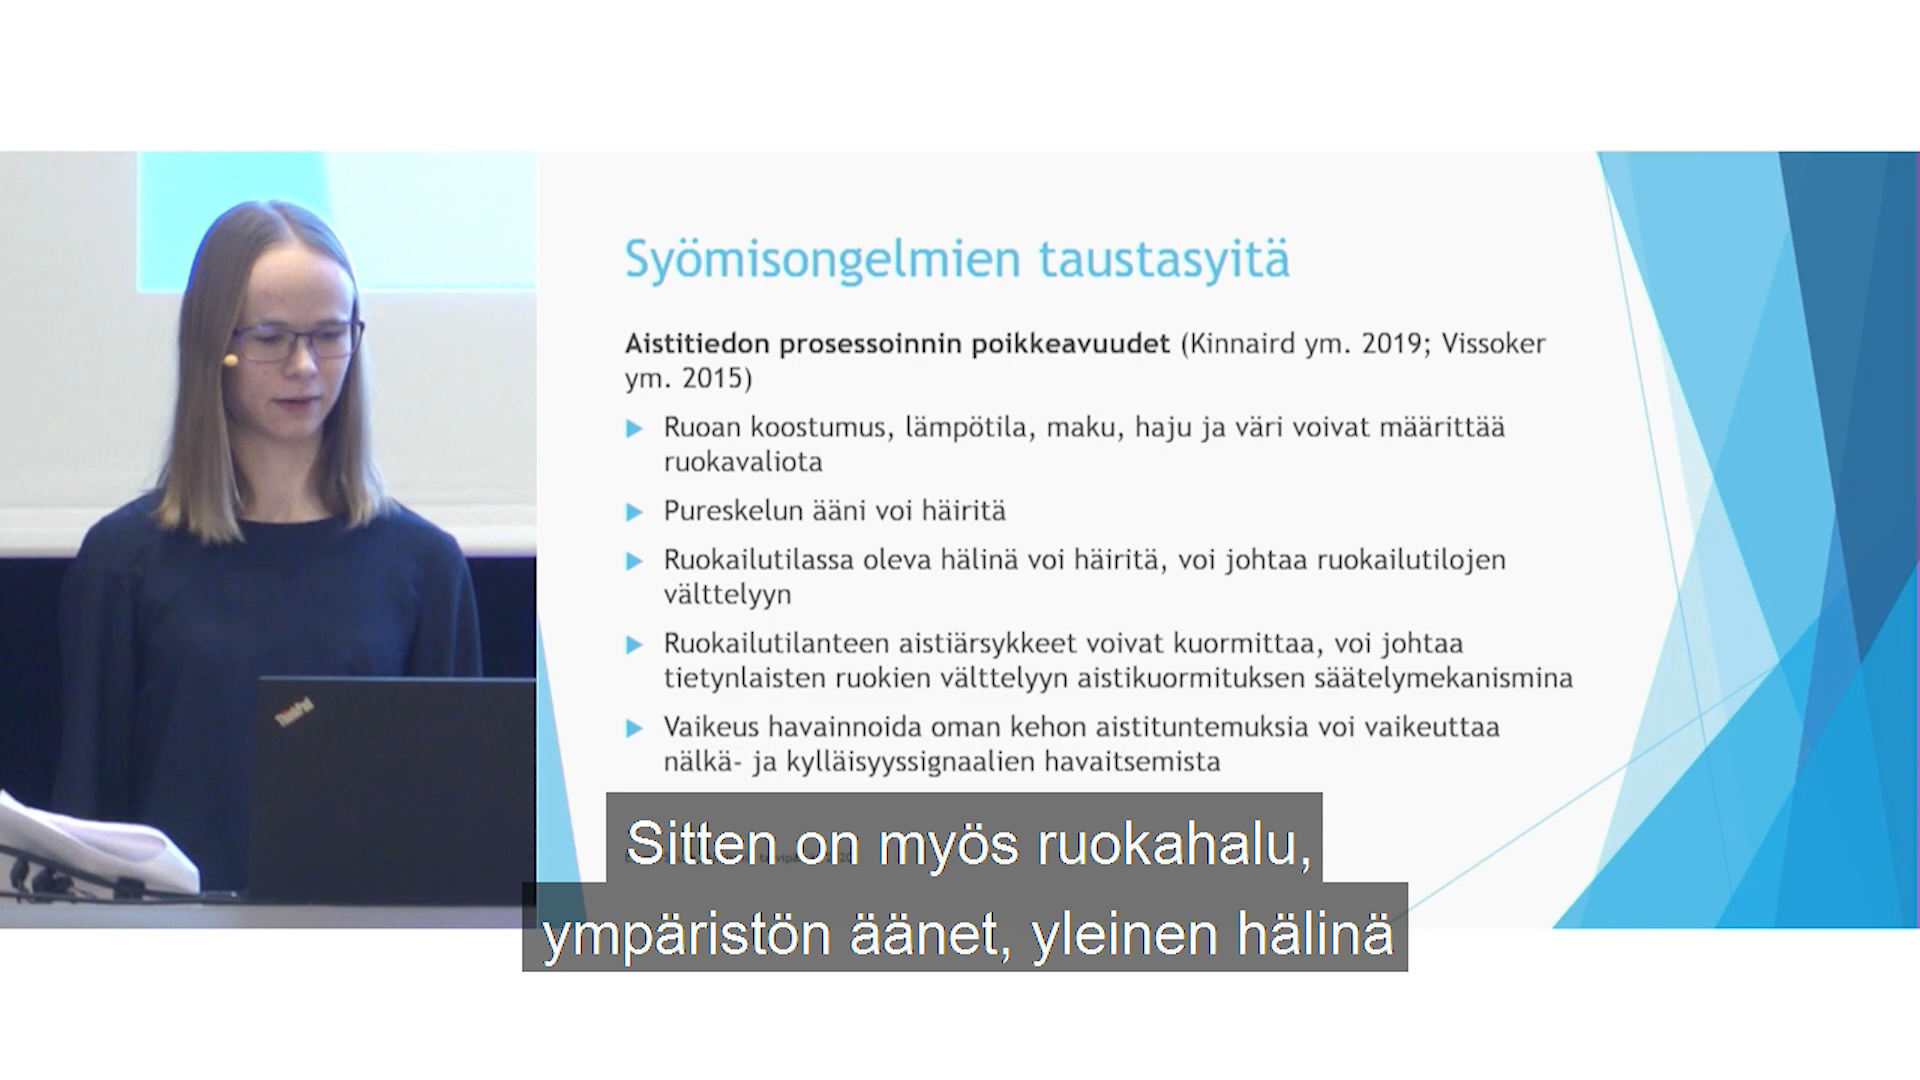 Syömisongelmien taustasyitä
Aistitiedon prosessoinnin poikkeavuudet (Kinnaird ym. 2019; Vissoker
ym. 2015)
Ruoan koostumus, lämpötila, maku, haju ja väri voivat määrittää
ruokavaliota
Pureskelun ääni voi häiritä
Ruokailutilassa oleva hälinä voi häiritä, voi johtaa ruokailutilojen
välttelyyn
Ruokailutilanteen aistiärsykkeet voivat kuormittaa, voi johtaa
tietynlaisten ruokien välttelyyn aistikuormituksen säätelymekanismina
Vaikeus havainnoida oman kehon aistituntemuksia voi vaikeuttaa
nälkä- ja kylläisyyssignaalien havaitsemista
ThinkPad
Sitten on myös ruokahalu,
ympäristön äänet, yleinen hälinä